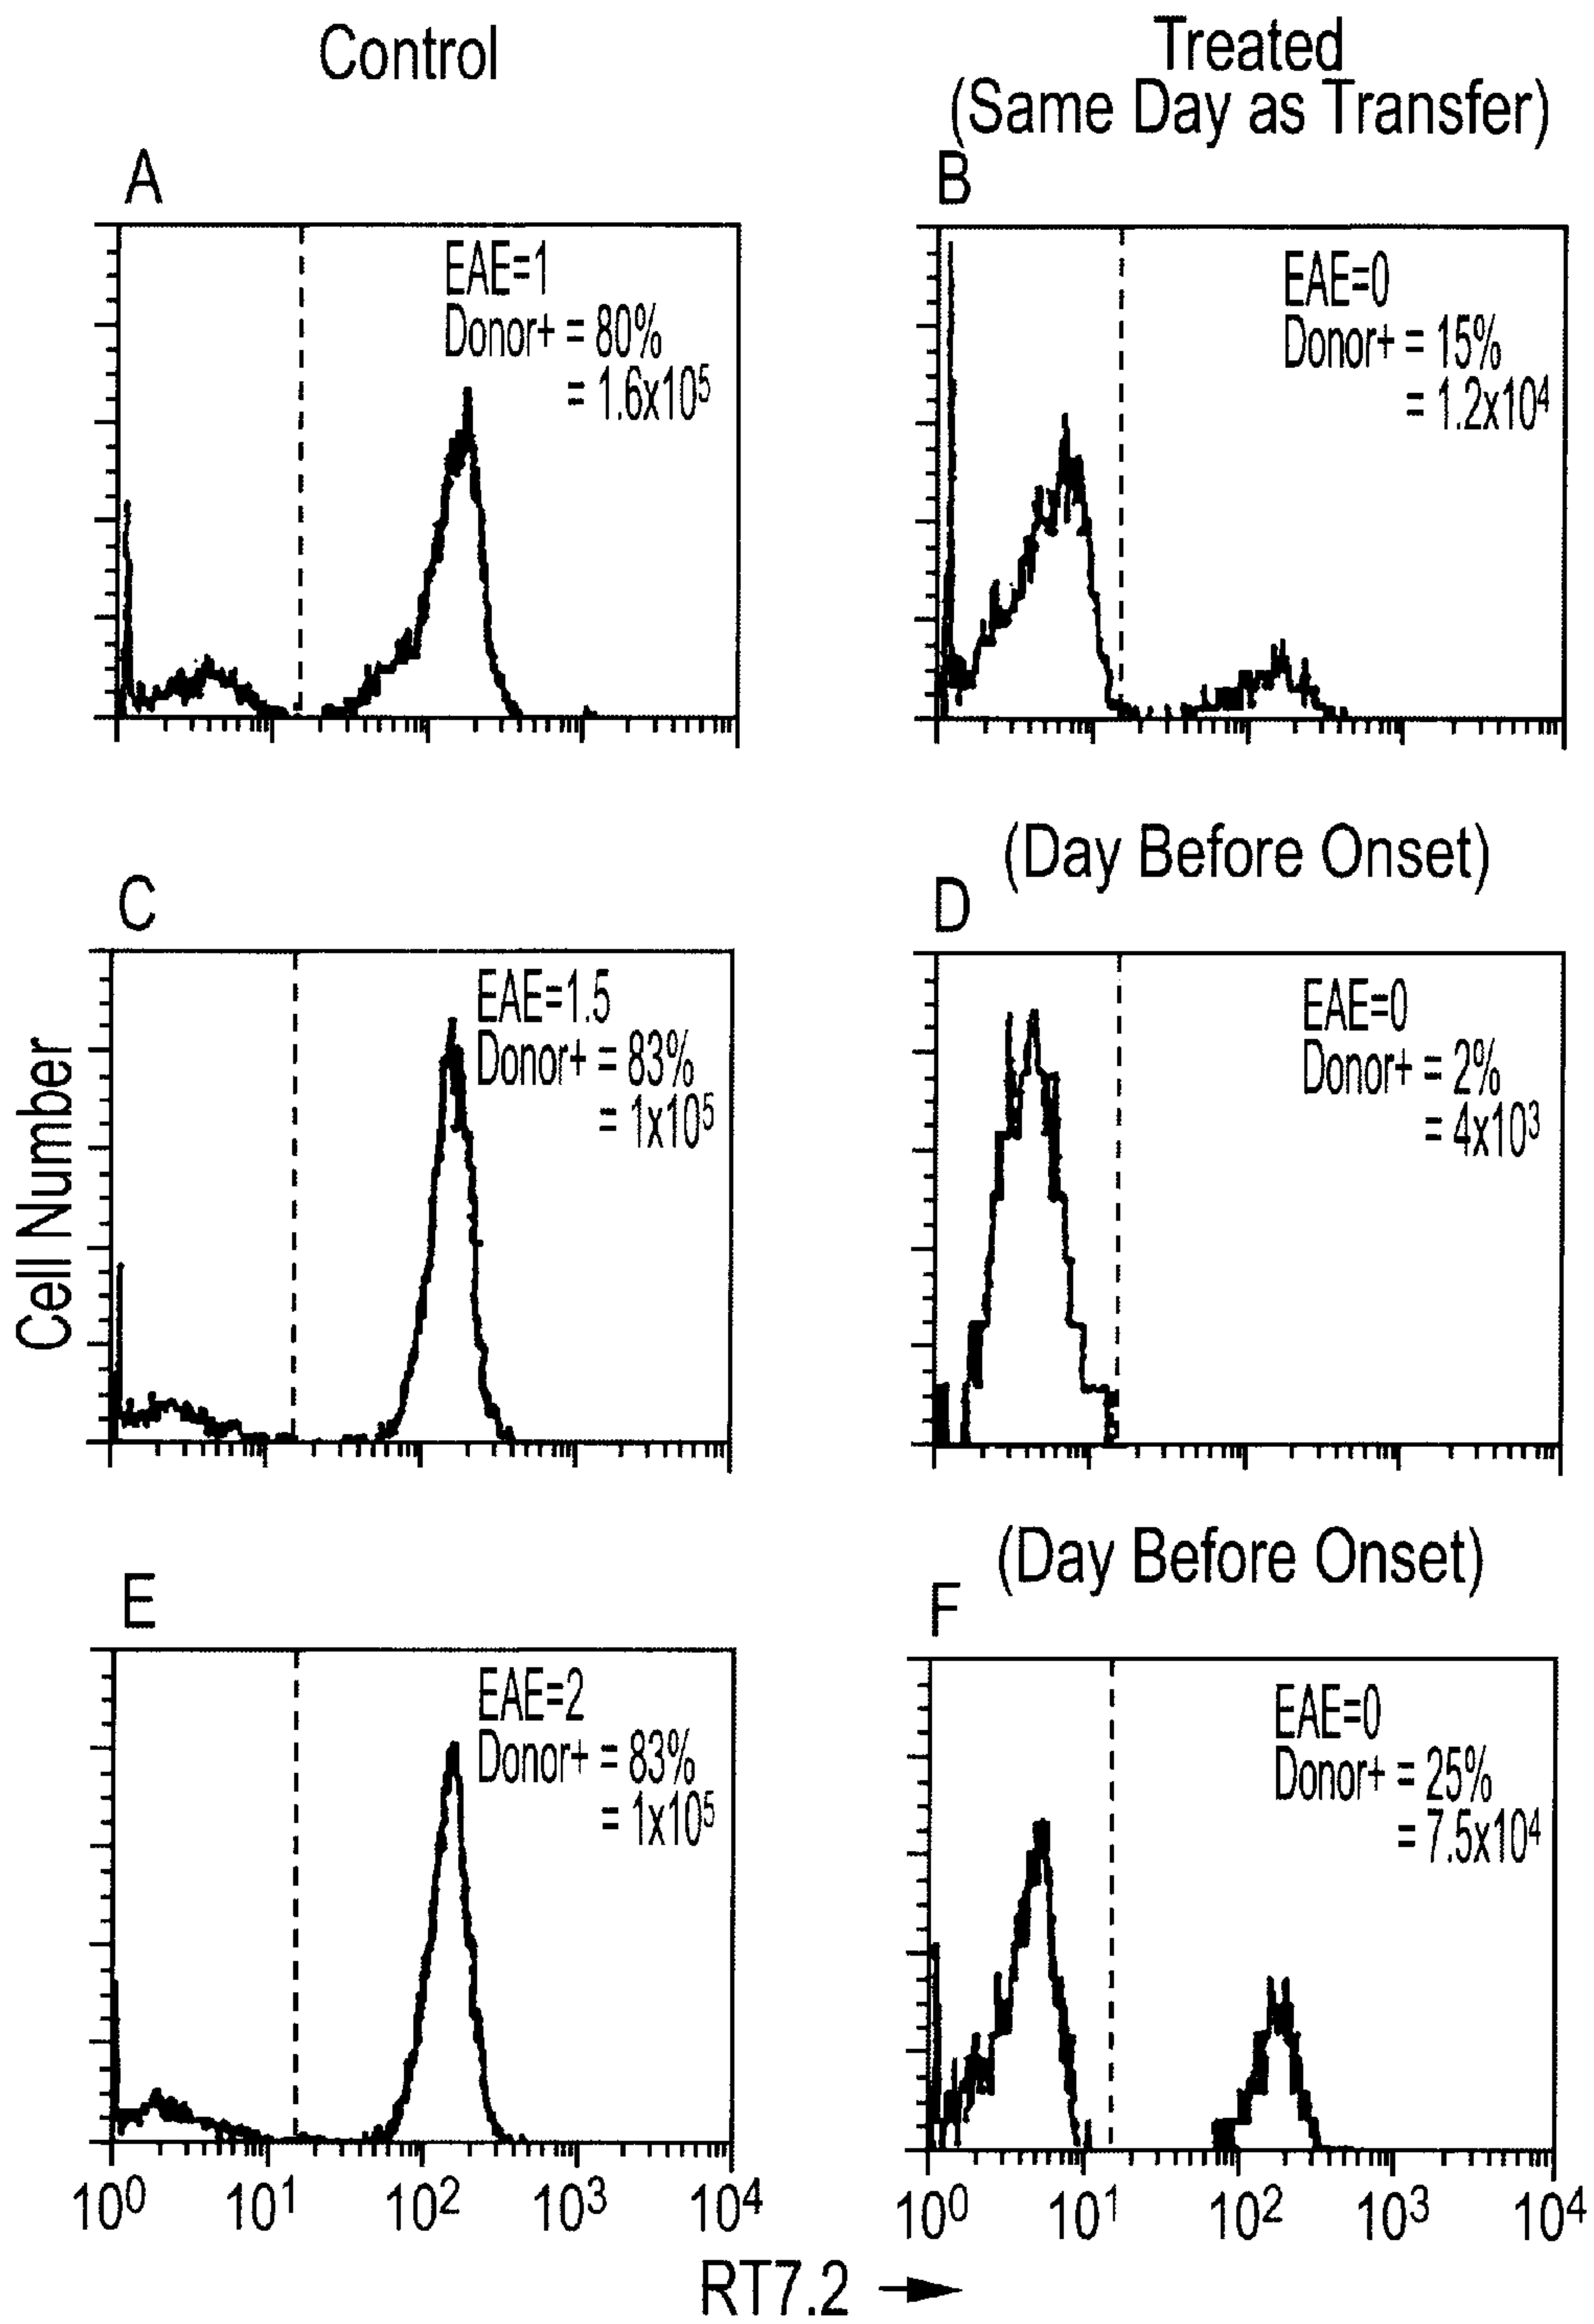 Control
Treated
(Same Day as Transfer)
A
EAE=1
Donor+ = 80%
= 1.6x10⁵
B
EAE=0
Donor+ = 15%
= 1.2x10⁴
(Day Before Onset)
C
EAE=1.5
Donor+ = 83%
= 1x10⁵
D
EAE=0
Donor+ = 2%
= 4x10³
Cell Number
(Day Before Onset)
E
EAE=2
Donor+ = 83%
= 1x10⁵
F
EAE=0
Donor+ = 25%
= 7.5x10⁴
10⁰ 10¹ 10² 10³ 10⁴
10⁰ 10¹ 10² 10³ 10⁴
RT7.2